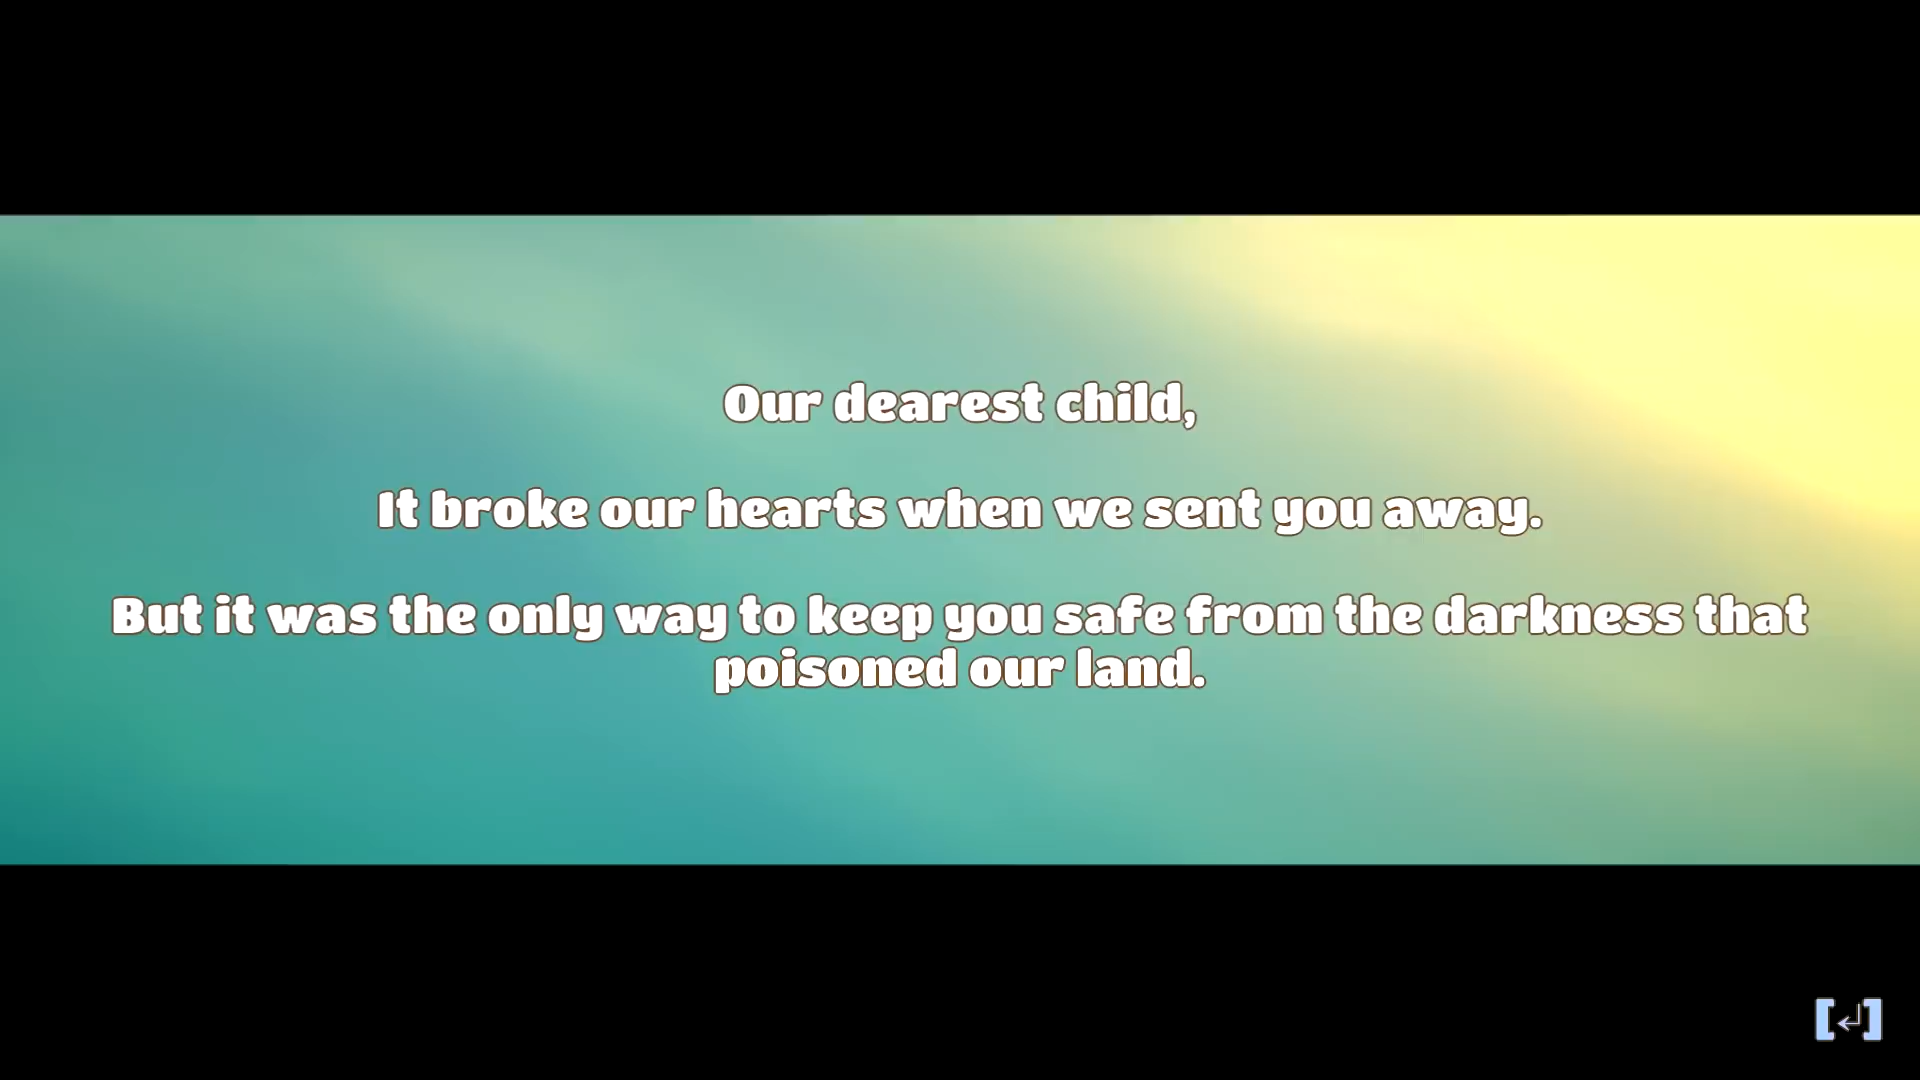 Our dearest child,
It broke our hearts when we sent you away.
But it was the only way to keep you safe from the darkness that
poisoned our land.
[↵]